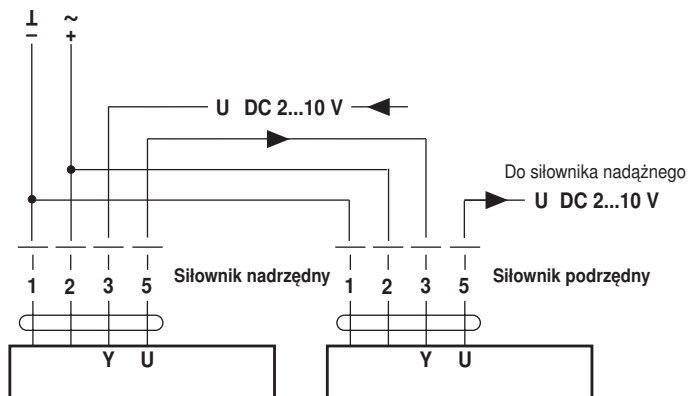 ⊥ ~
− +
U DC 2...10 V
Do siłownika nadążnego
U DC 2...10 V
1 2 3 5 Siłownik nadrzędny 1 2 3 5 Siłownik podrzędny
Y U Y U